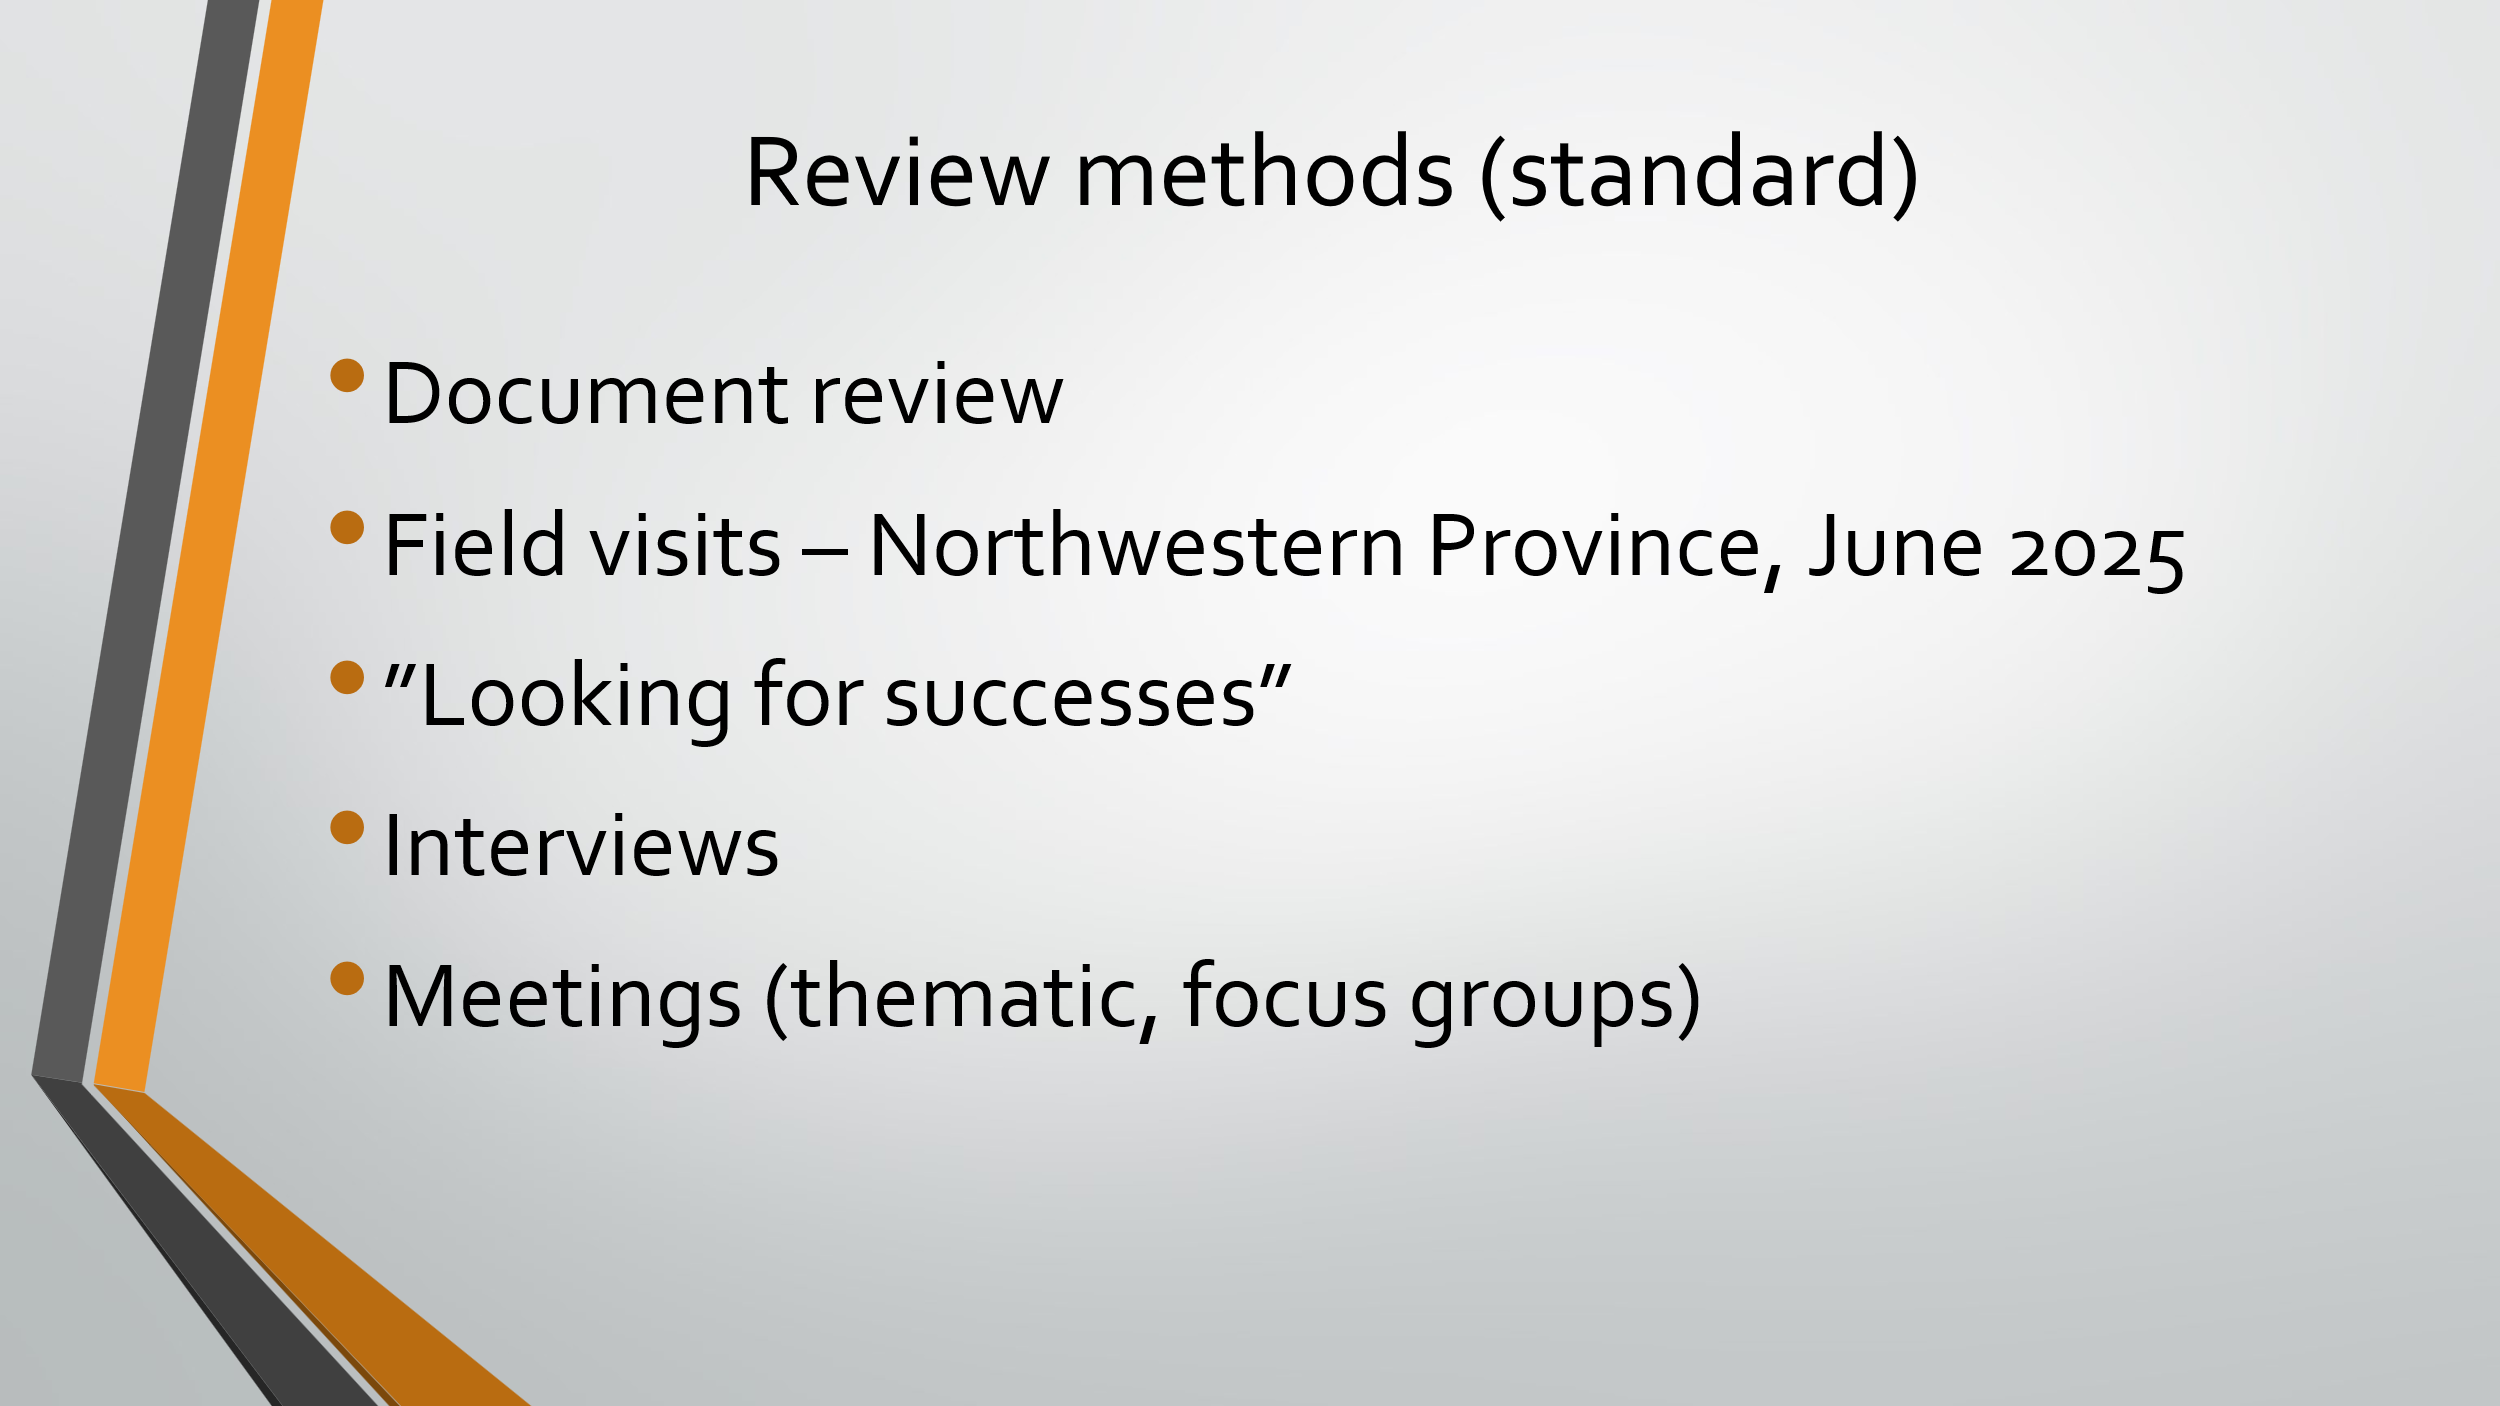 Review methods (standard)
• Document review
• Field visits – Northwestern Province, June 2025
• “Looking for successes“
• Interviews
• Meetings (thematic, focus groups)